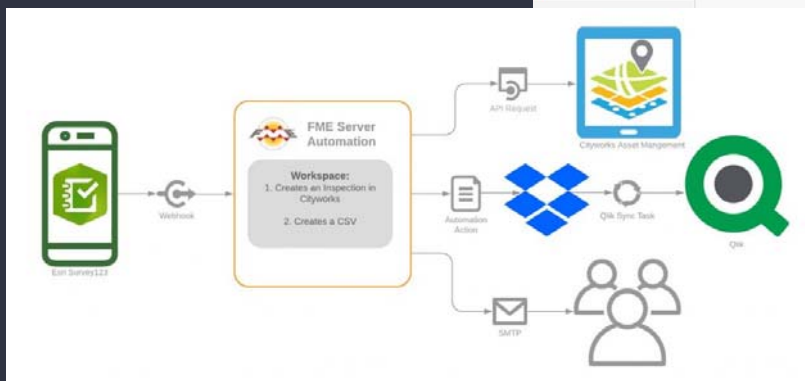 API Request
Cityworks Asset Mangement
FME
FME Server
Automation
Workspace:
1. Creates an Inspection in
Cityworks
2. Creates a CSV
Webhook
Esri Survey123
Automation
Action
Qlik Sync Task
Qlik
SMTP